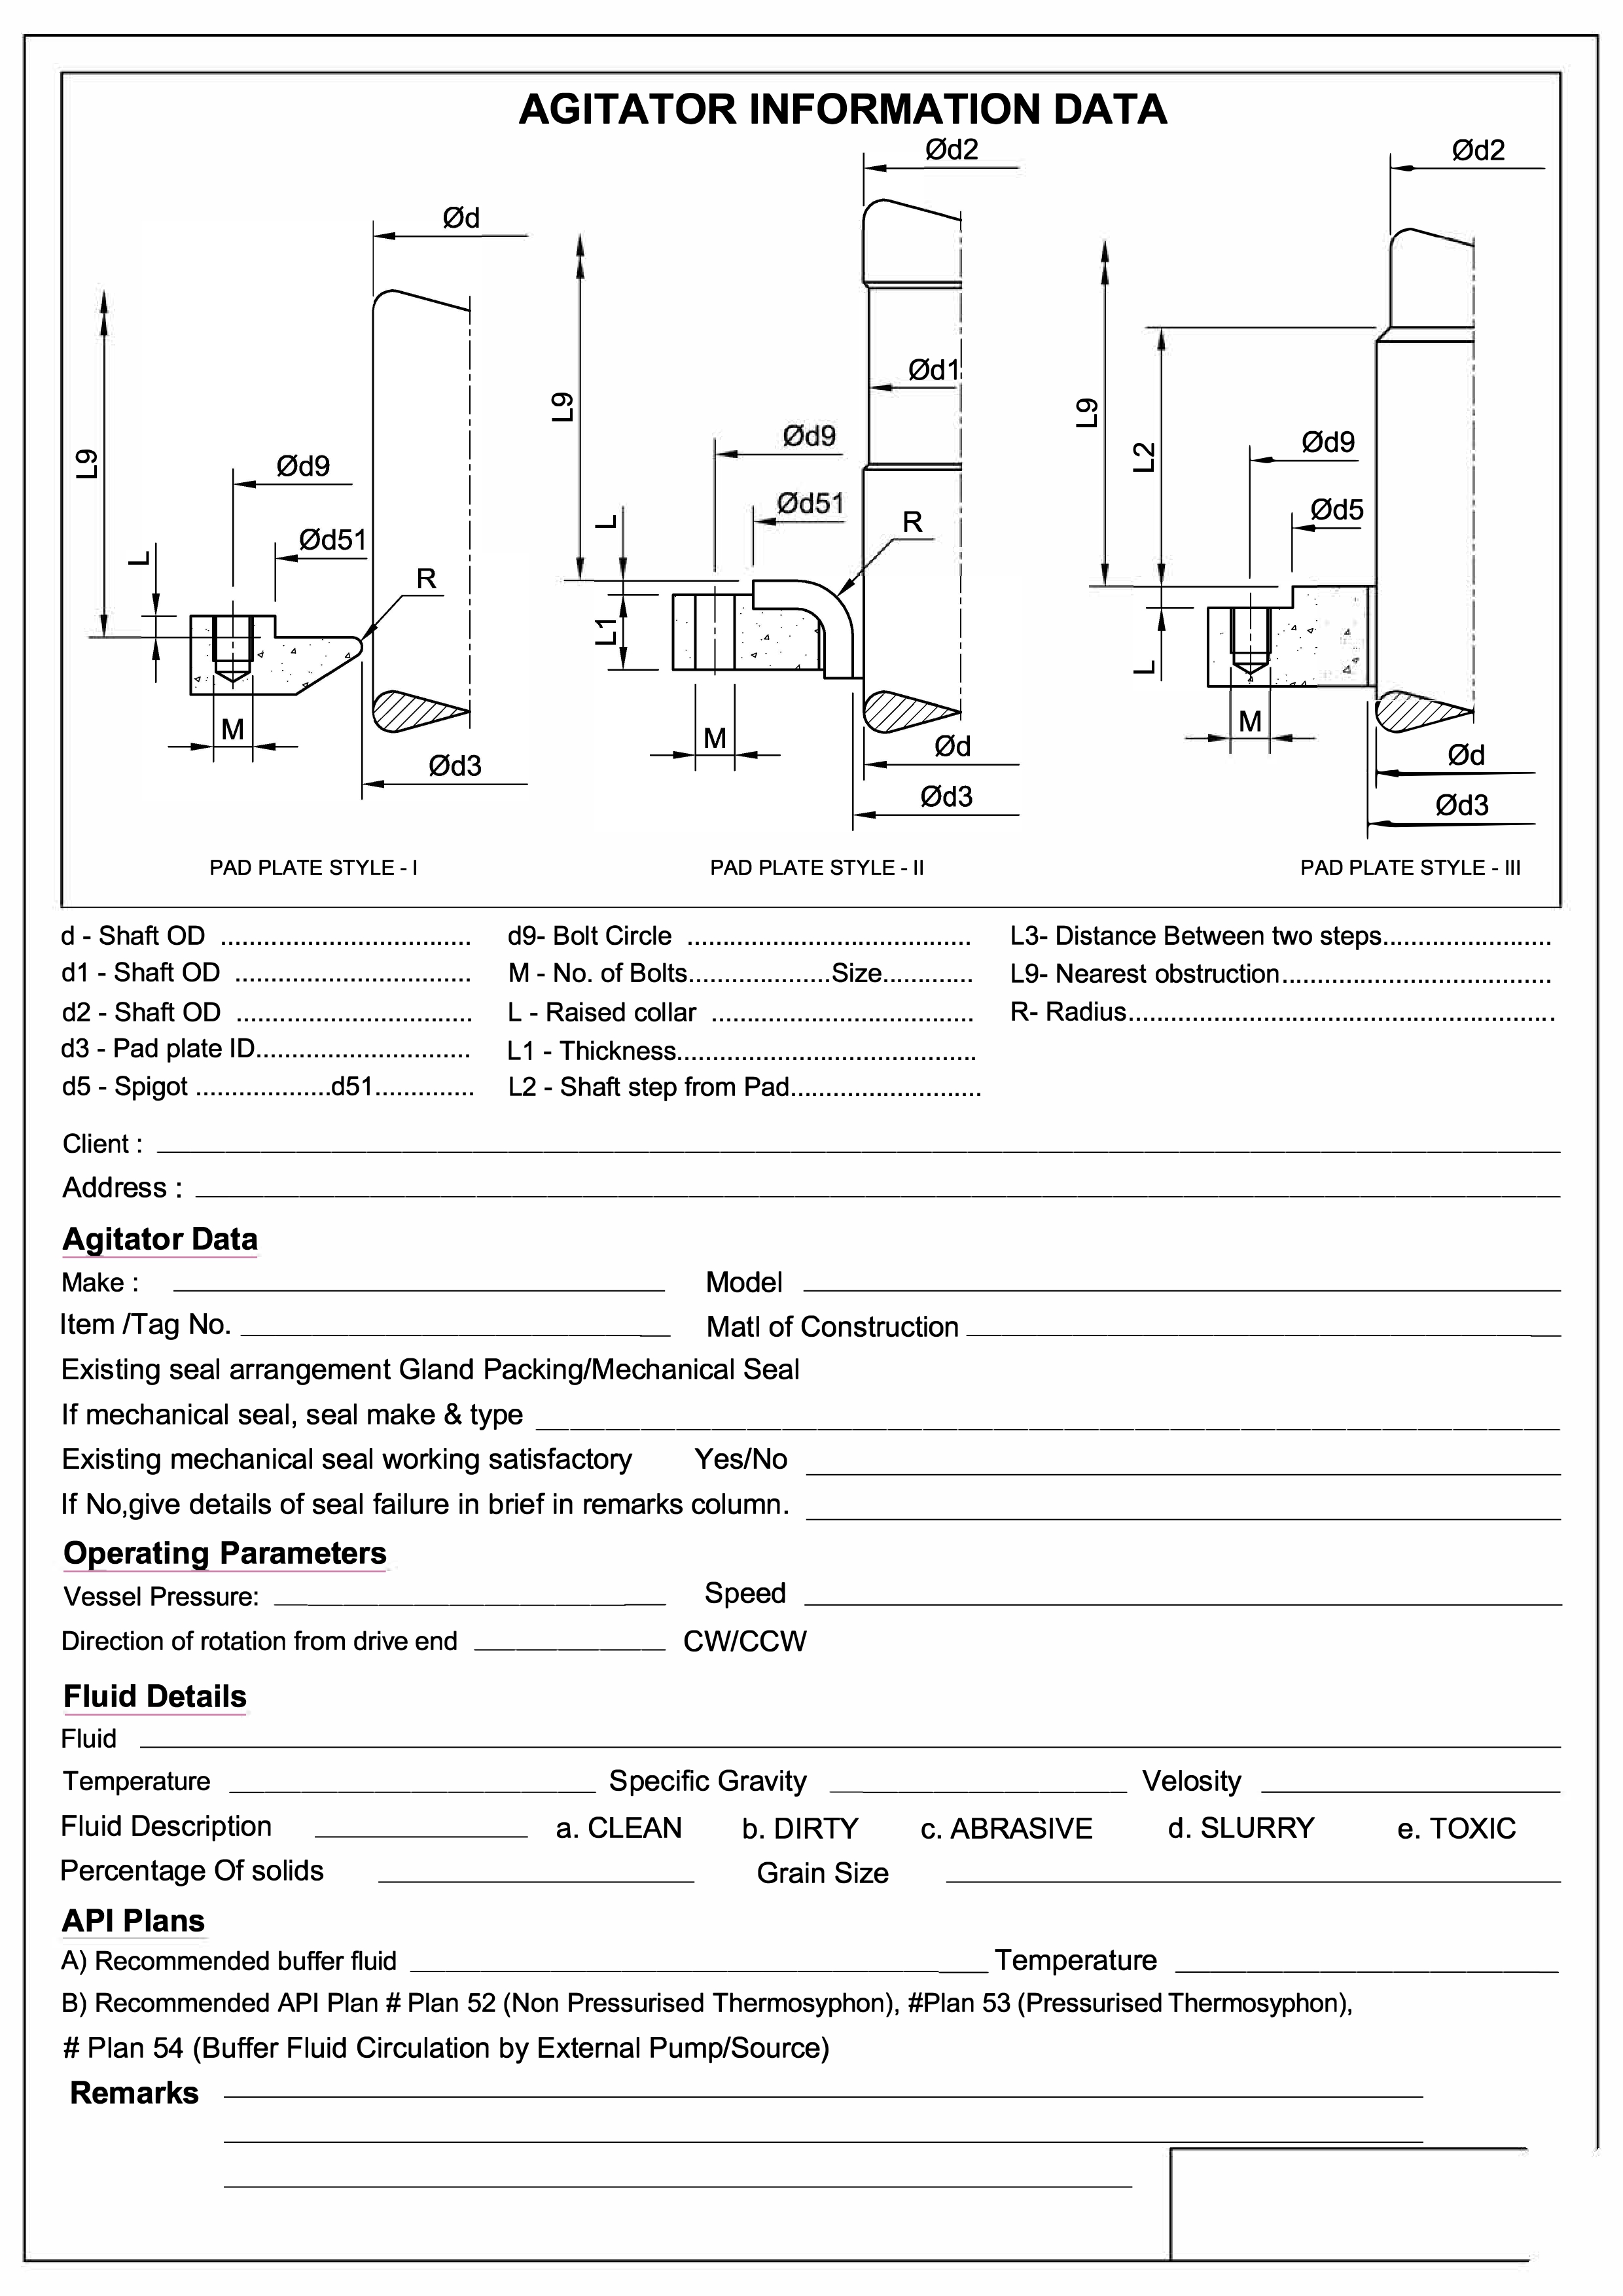 AGITATOR INFORMATION DATA
Ød
L9
Ød9
Ød51
L
R
M
Ød3
PAD PLATE STYLE - I
Ød2
L9
Ød1
Ød9
Ød51
L
R
L1
M
Ød
Ød3
PAD PLATE STYLE - II
Ød2
L9
L2
Ød9
Ød5
L
M
Ød
Ød3
PAD PLATE STYLE - III
d - Shaft OD .................................. d9- Bolt Circle ....................................... L3- Distance Between two steps.......................
d1 - Shaft OD ................................ M - No. of Bolts...................Size............ L9- Nearest obstruction.....................................
d2 - Shaft OD ................................ L - Raised collar .................................... R- Radius...........................................................
d3 - Pad plate ID............................. L1 - Thickness.........................................
d5 - Spigot ...................d51.............. L2 - Shaft step from Pad..........................
Client :
Address :
Agitator Data
Make : Model
Item /Tag No. Matl of Construction
Existing seal arrangement Gland Packing/Mechanical Seal
If mechanical seal, seal make & type
Existing mechanical seal working satisfactory Yes/No
If No,give details of seal failure in brief in remarks column.
Operating Parameters
Vessel Pressure: Speed
Direction of rotation from drive end CW/CCW
Fluid Details
Fluid
Temperature Specific Gravity Velosity
Fluid Description a. CLEAN b. DIRTY c. ABRASIVE d. SLURRY e. TOXIC
Percentage Of solids Grain Size
API Plans
A) Recommended buffer fluid Temperature
B) Recommended API Plan # Plan 52 (Non Pressurised Thermosyphon), #Plan 53 (Pressurised Thermosyphon),
# Plan 54 (Buffer Fluid Circulation by External Pump/Source)
Remarks